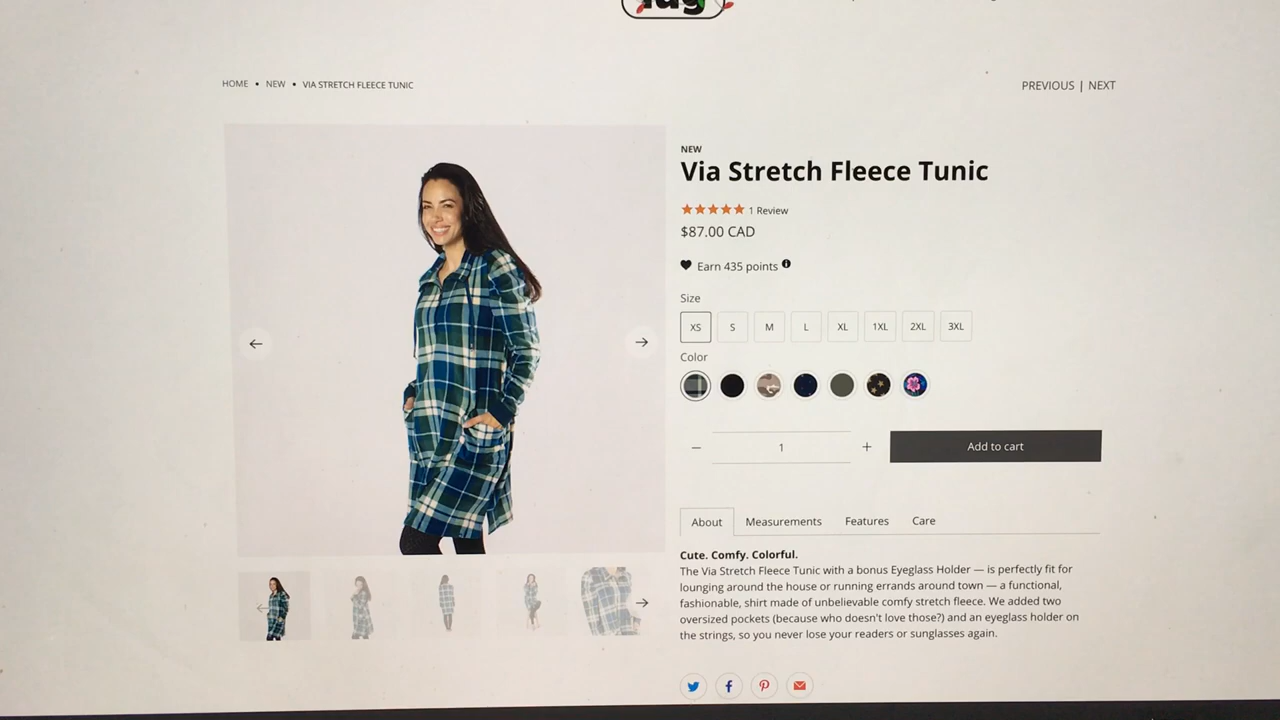 lug
HOME • NEW • VIA STRETCH FLEECE TUNIC
PREVIOUS | NEXT
NEW
Via Stretch Fleece Tunic
1 Review
$87.00 CAD
Earn 435 points
Size
XS S M L XL 1XL 2XL 3XL
Color
− 1 + Add to cart
About Measurements Features Care
Cute. Comfy. Colorful.
The Via Stretch Fleece Tunic with a bonus Eyeglass Holder — is perfectly fit for
lounging around the house or running errands around town — a functional,
fashionable, shirt made of unbelievable comfy stretch fleece. We added two
oversized pockets (because who doesn't love those?) and an eyeglass holder on
the strings, so you never lose your readers or sunglasses again.